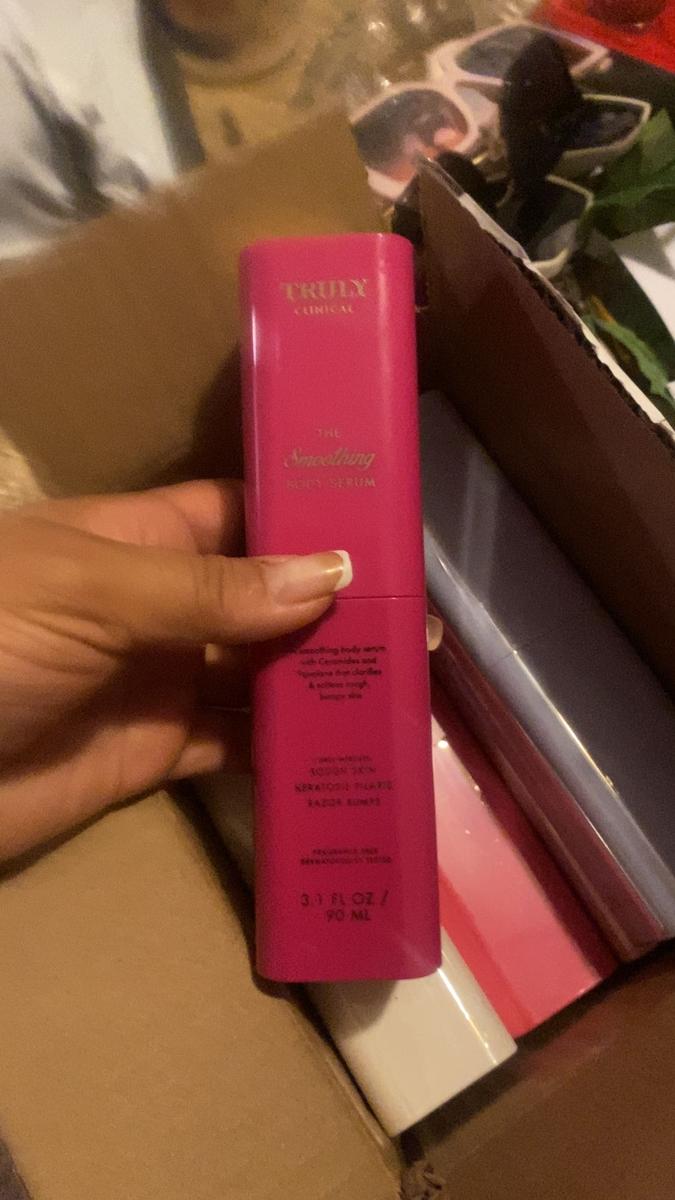 TRULY
CLINICAL
THE
Smoothing
BODY SERUM
smoothing body serum
with Ceramides and
Squalane that clarifies
& softens rough,
bumpy skin
ROUGH SKIN
KERATOSIS PILARIS
RAZOR BUMPS
FRAGRANCE FREE
DERMATOLOGIST TESTED
3.1 FL OZ /
90 ML